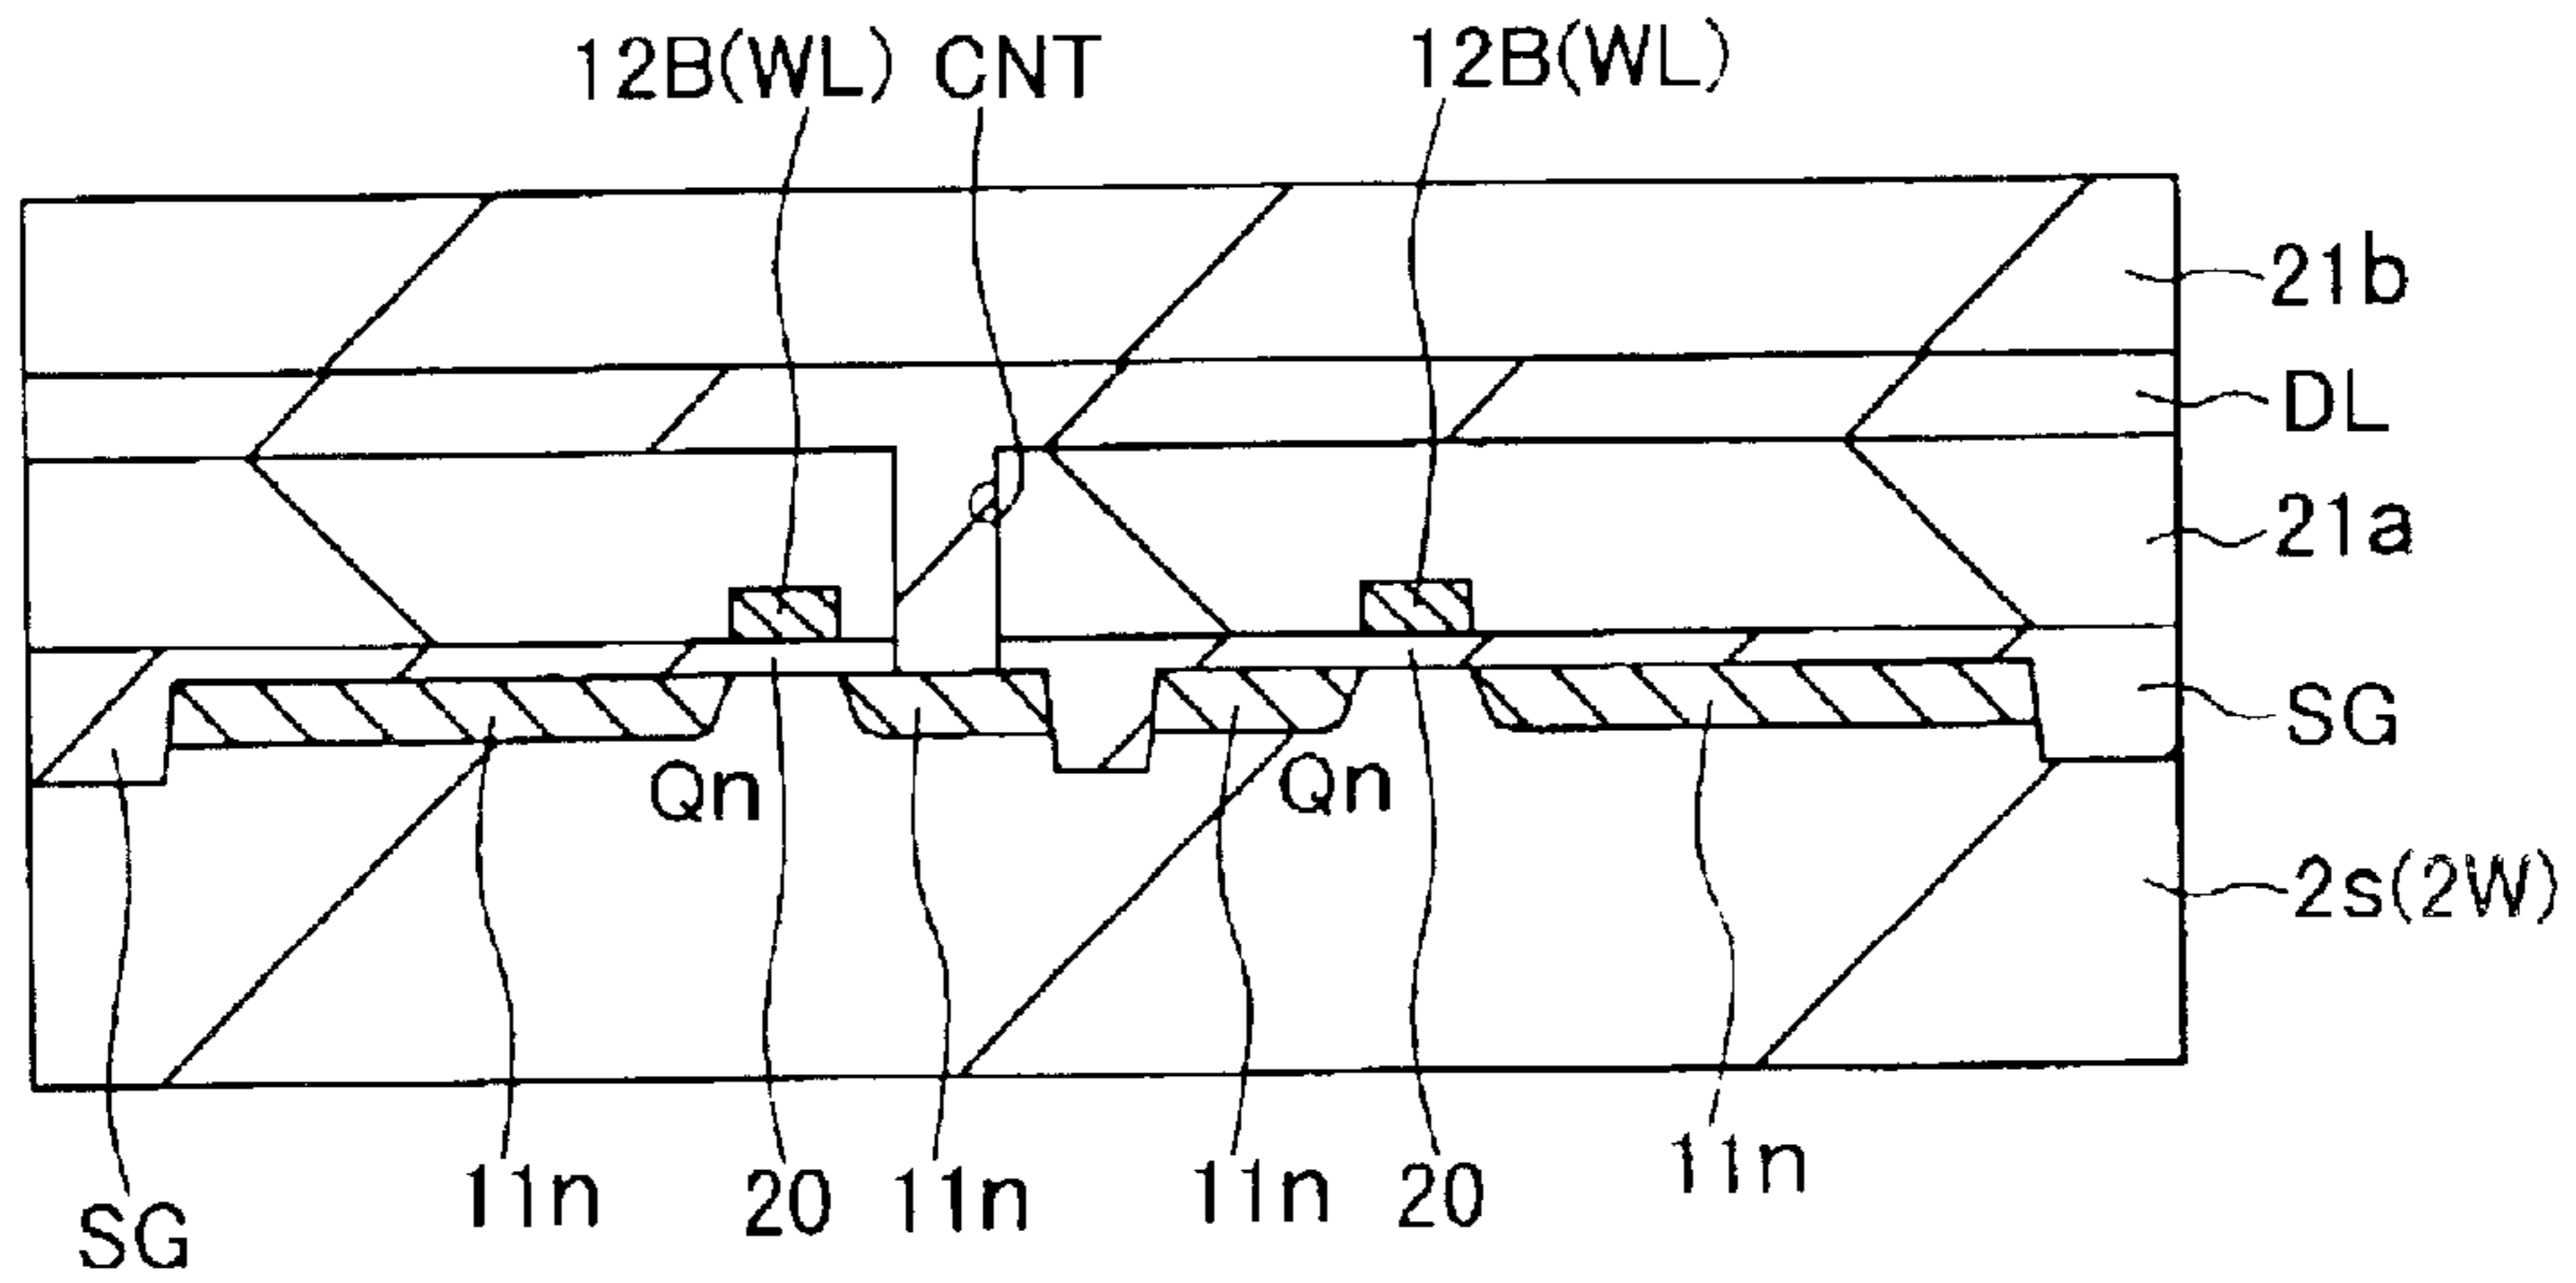 12B(WL) CNT 12B(WL)
21b
DL
21a
SG
Qn Qn
2s(2W)
SG 11n 20 11n 11n 20 11n